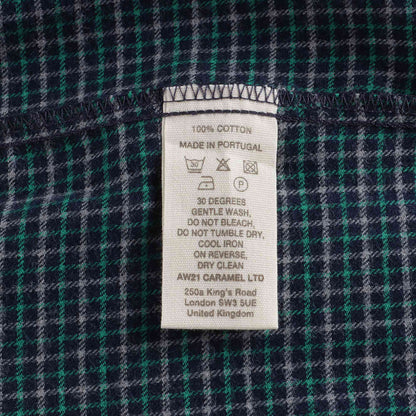 100% COTTON
MADE IN PORTUGAL
30
P
30 DEGREES
GENTLE WASH,
DO NOT BLEACH,
DO NOT TUMBLE DRY,
COOL IRON
ON REVERSE,
DRY CLEAN
AW21 CARAMEL LTD
250a King's Road
London SW3 5UE
United Kingdom